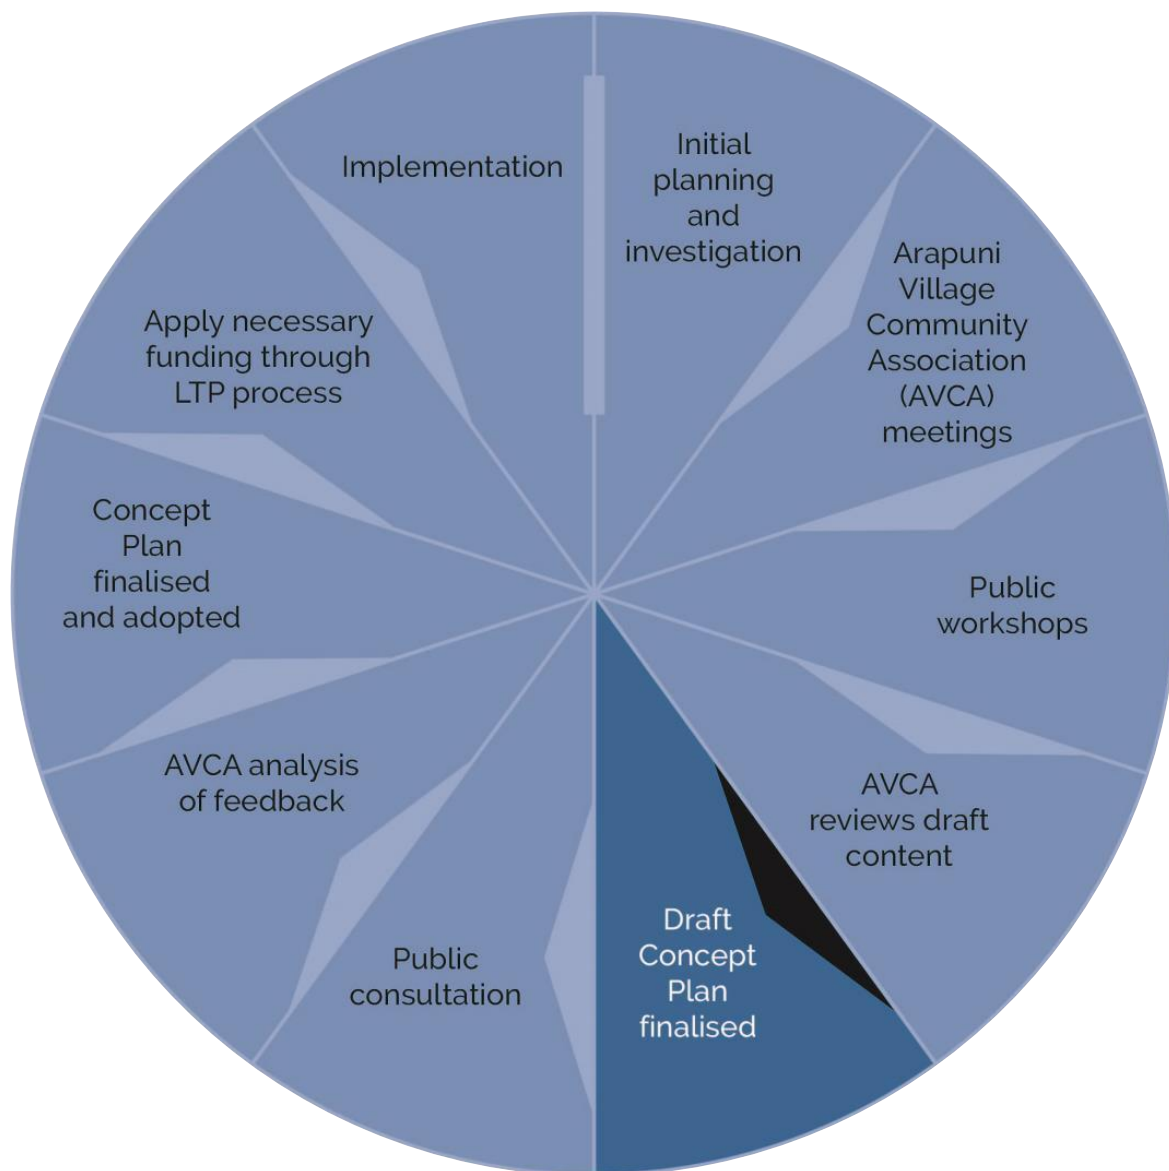 Initial
planning
and
investigation
Arapuni
Village
Community
Association
(AVCA)
meetings
Public
workshops
AVCA
reviews draft
content
Draft
Concept
Plan
finalised
Public
consultation
AVCA analysis
of feedback
Concept
Plan
finalised
and adopted
Apply necessary
funding through
LTP process
Implementation